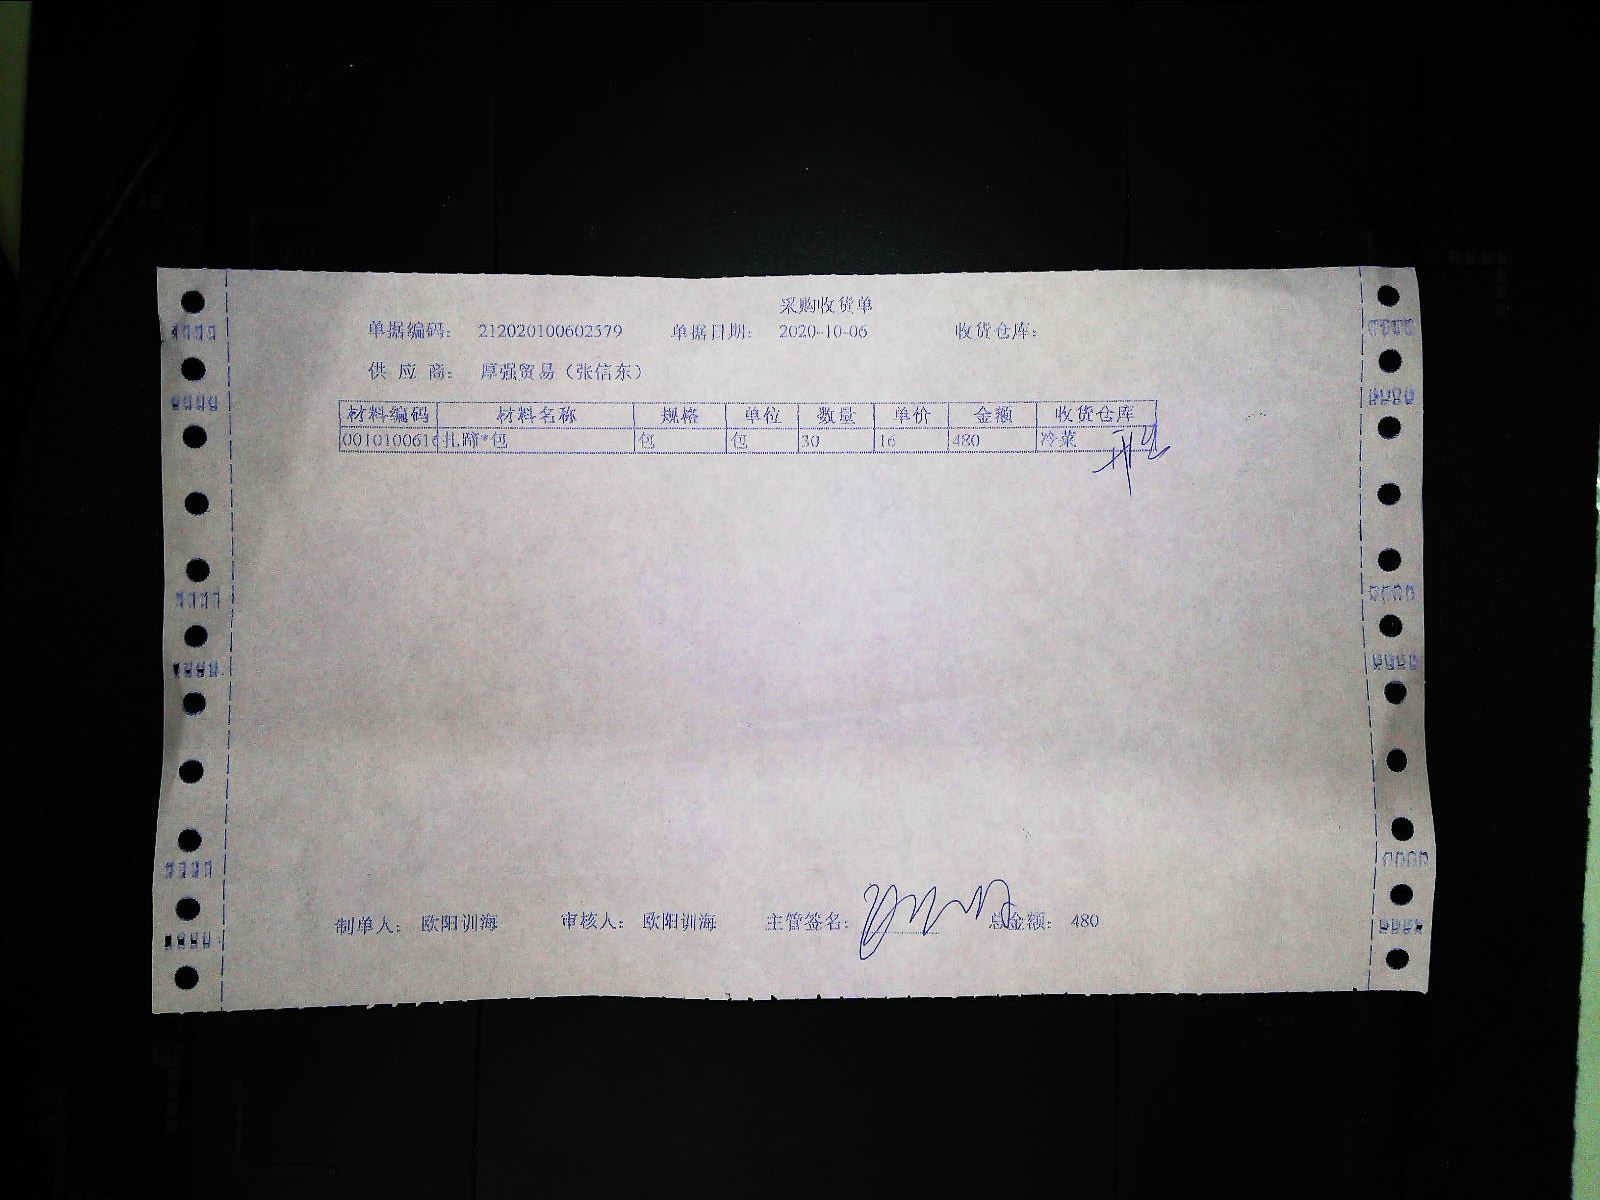 采购收货单
单据编码： 212020100602579 单据日期： 2020-10-06 收货仓库：
供 应 商： 厚强贸易（张信东）
材料编码 材料名称 规格 单位 数量 单价 金额 收货仓库
0010100616 扎蹄*包 包 包 30 16 480 冷菜
制单人： 欧阳训海 审核人： 欧阳训海 主管签名： 总金额： 480